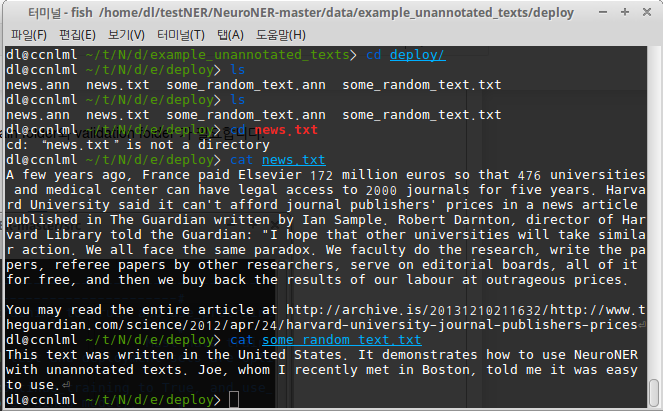 터미널 - fish /home/dl/testNER/NeuroNER-master/data/example_unannotated_texts/deploy
파일(F) 편집(E) 보기(V) 터미널(T) 탭(A) 도움말(H)
dl@ccnlml ~/t/N/d/example_unannotated_texts> cd deploy/
dl@ccnlml ~/t/N/d/e/deploy> ls
news.ann news.txt some_random_text.ann some_random_text.txt
dl@ccnlml ~/t/N/d/e/deploy> ls
news.ann news.txt some_random_text.ann some_random_text.txt
dl@ccnlml ~/t/N/d/e/deploy> cd news.txt
cd: “news.txt” is not a directory
dl@ccnlml ~/t/N/d/e/deploy> cat news.txt
A few years ago, France paid Elsevier 172 million euros so that 476 universities
and medical center can have legal access to 2000 journals for five years. Harva
rd University said it can't afford journal publishers' prices in a news article
published in The Guardian written by Ian Sample. Robert Darnton, director of Har
vard Library told the Guardian: "I hope that other universities will take simila
r action. We all face the same paradox. We faculty do the research, write the pa
pers, referee papers by other researchers, serve on editorial boards, all of it
for free, and then we buy back the results of our labour at outrageous prices.
You may read the entire article at http://archive.is/20131210211632/http://www.t
heguardian.com/science/2012/apr/24/harvard-university-journal-publishers-prices⏎
dl@ccnlml ~/t/N/d/e/deploy> cat some_random_text.txt
This text was written in the United States. It demonstrates how to use NeuroNER
with unannotated texts. Joe, whom I recently met in Boston, told me it was easy
to use.⏎
dl@ccnlml ~/t/N/d/e/deploy>